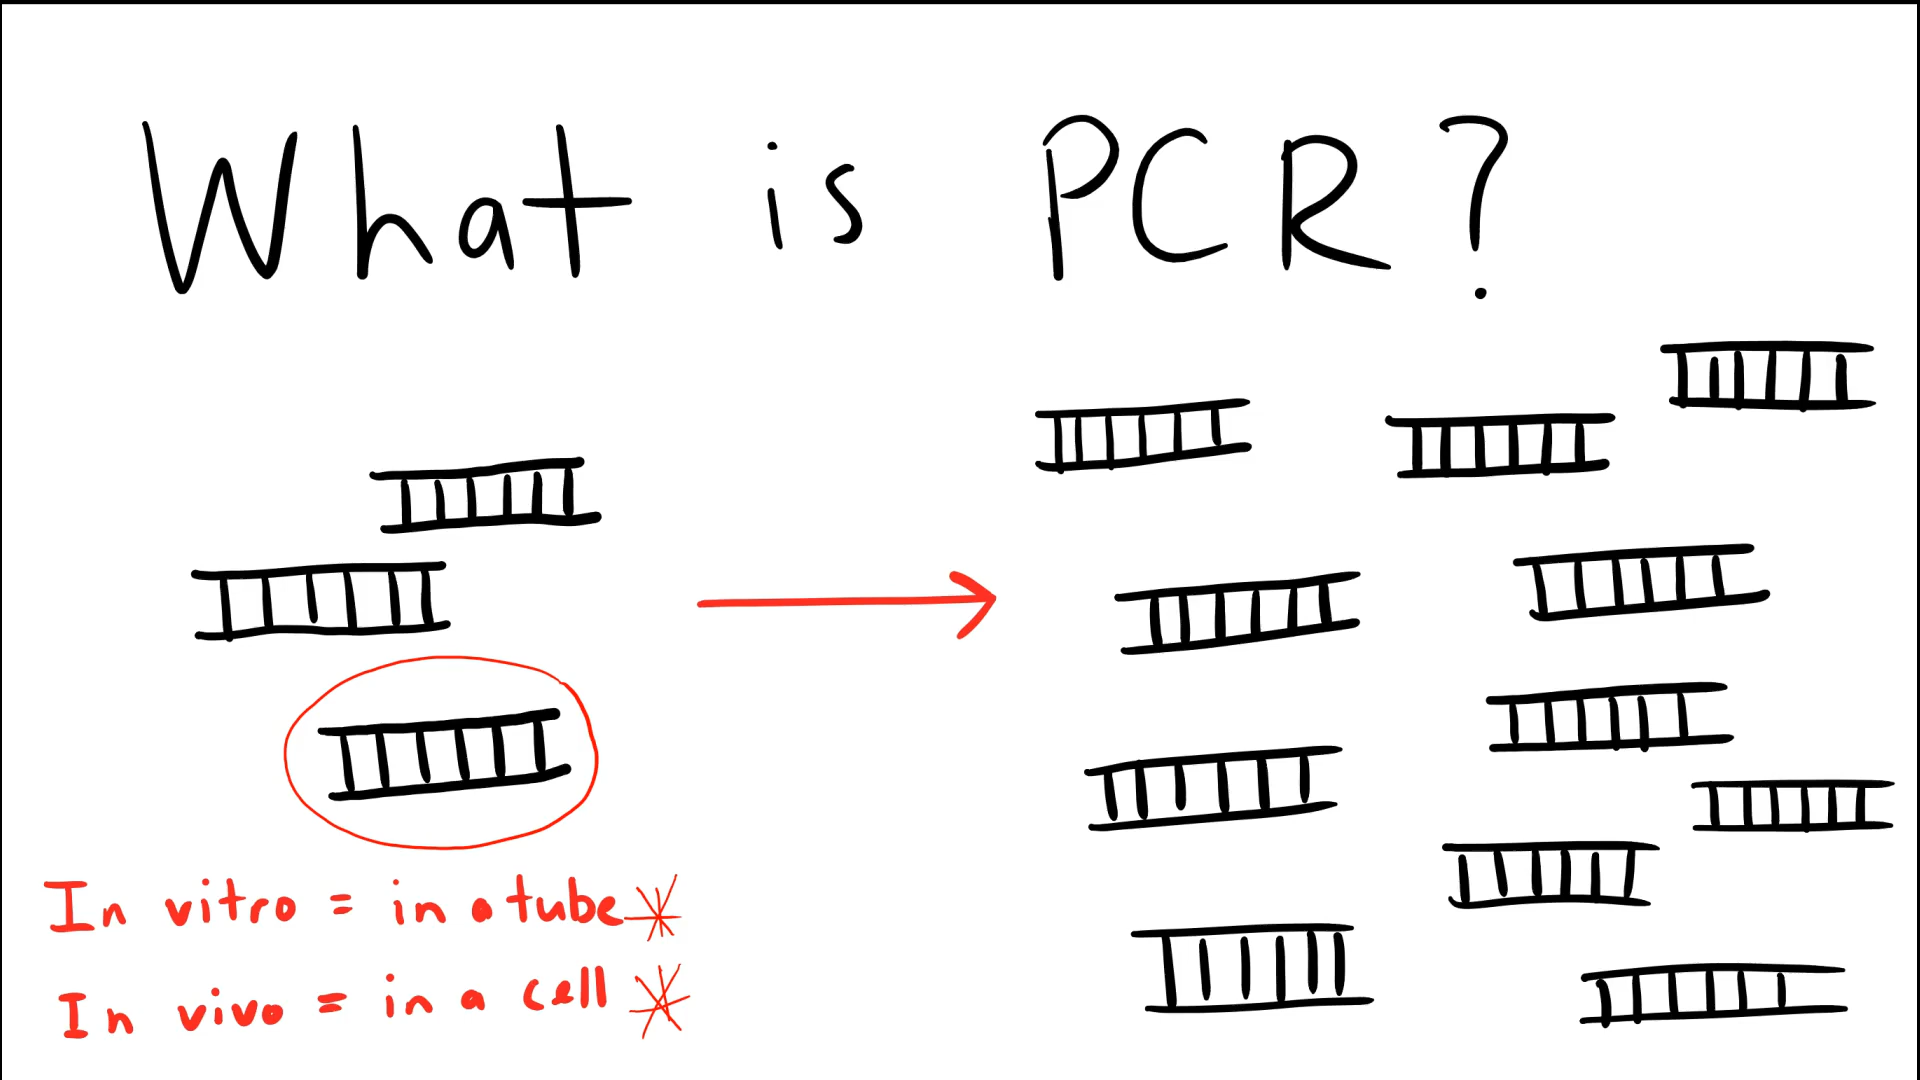 What is PCR?
In vitro = in a tube*
In vivo = in a cell *